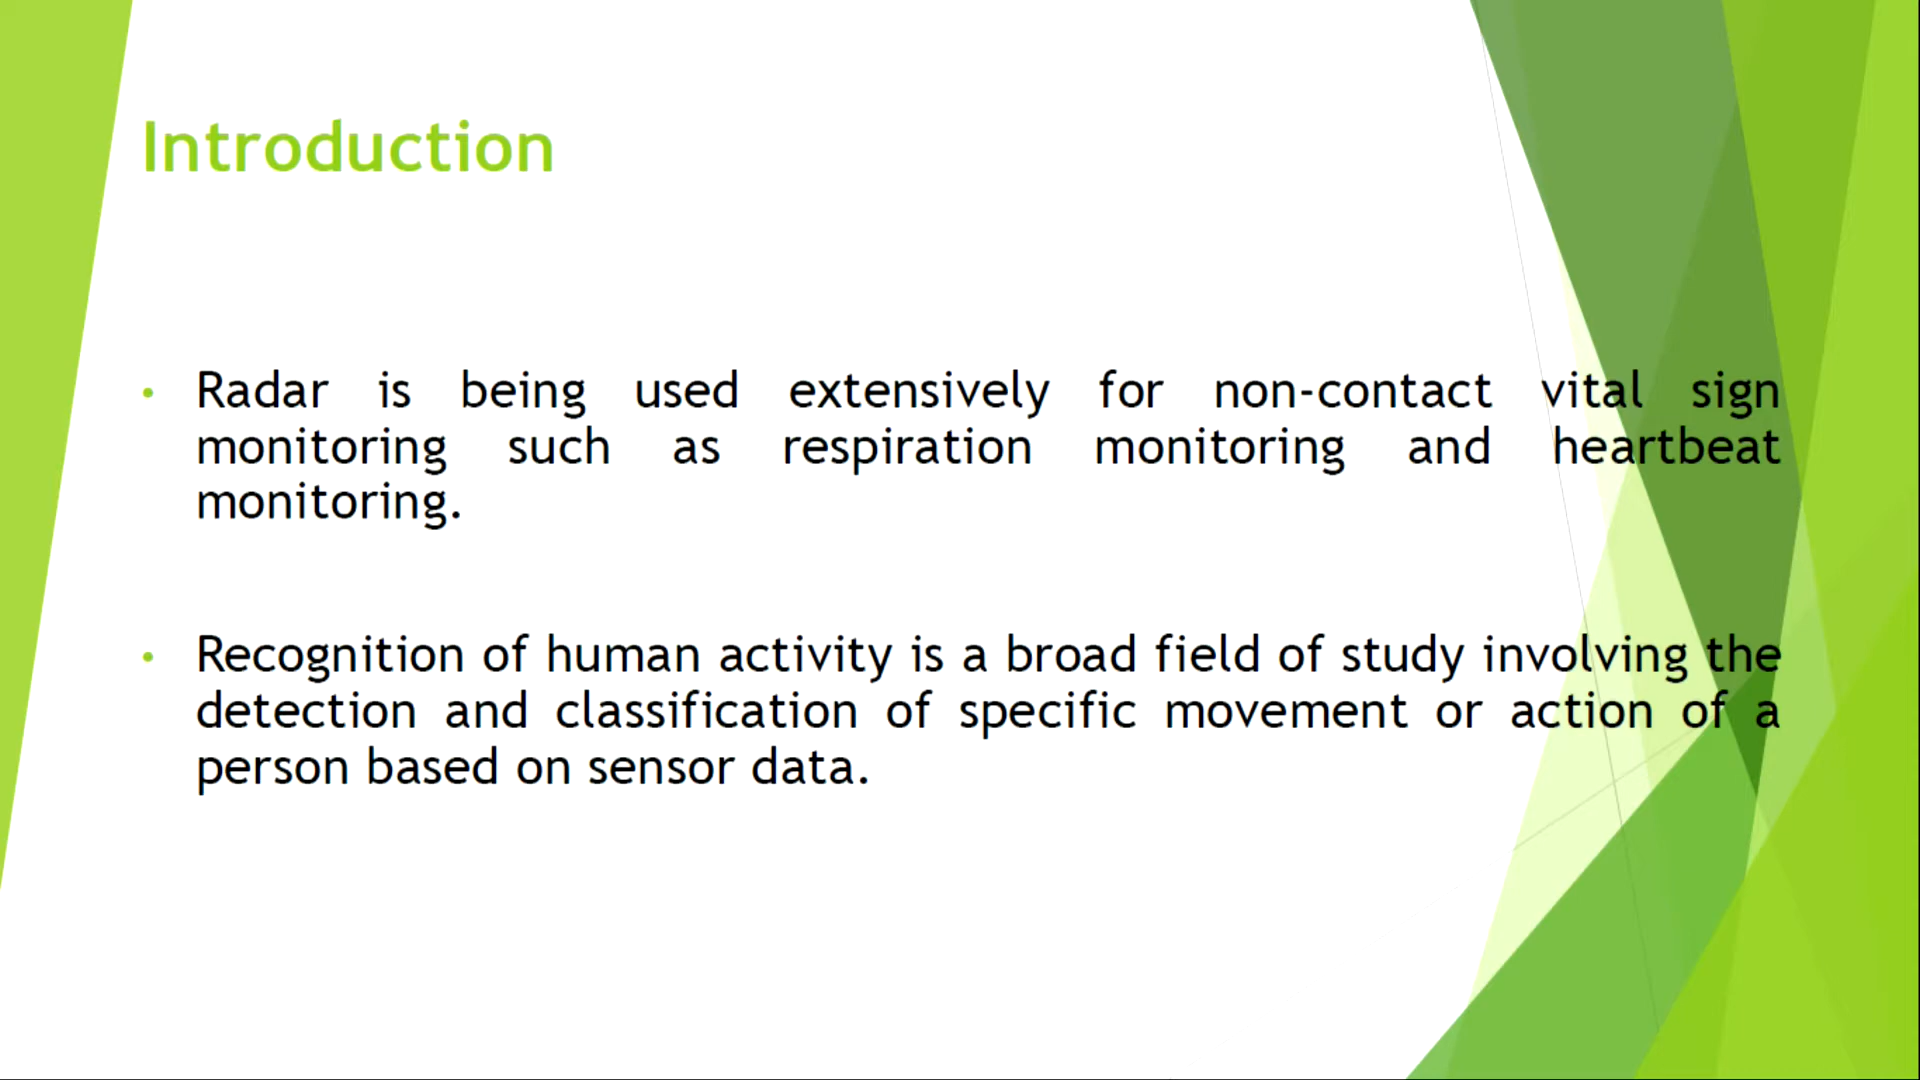 Introduction
• Radar is being used extensively for non-contact vital sign
monitoring such as respiration monitoring and heartbeat
monitoring.
• Recognition of human activity is a broad field of study involving the
detection and classification of specific movement or action of a
person based on sensor data.